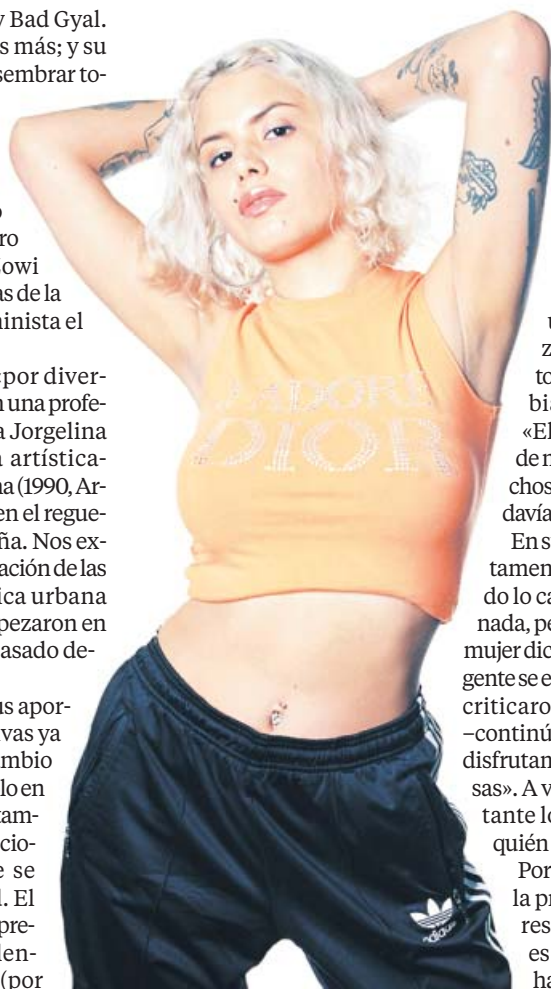 y Bad Gyal.
s más; y su
sembrar to-
o
ro
owi
as de la
ninista el
por diver-
n una profe-
a Jorgelina
n artística-
na (1990, Ar-
en el regue-
ña. Nos ex-
ación de las
ica urbana
pezaron en
asado de-
us apor-
ivas ya
mbio
lo en
tam-
cio-
e se
l. El
pre-
len-
(por
J'ADORE
DIOR
adidas
u
z
to
bia
«El
de n
chos
davía
En s
tamen
do lo ca
nada, pe
mujer dic
gente se e
criticaro
–continú
disfrutan
sas». A v
tante lo
quién
Por
la pr
res
es
ha